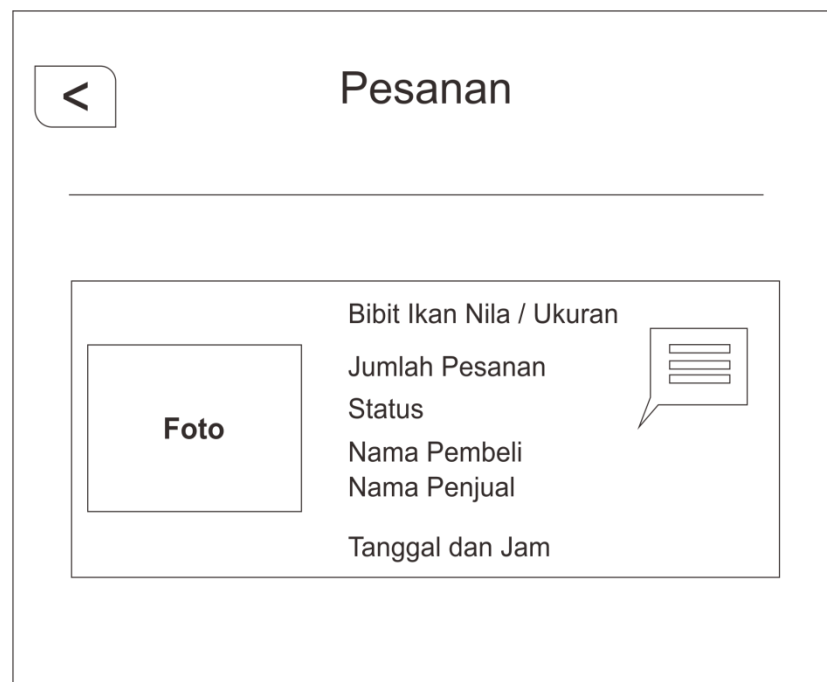 <
Pesanan
Bibit Ikan Nila / Ukuran
Jumlah Pesanan
Status
Foto
Nama Pembeli
Nama Penjual
Tanggal dan Jam